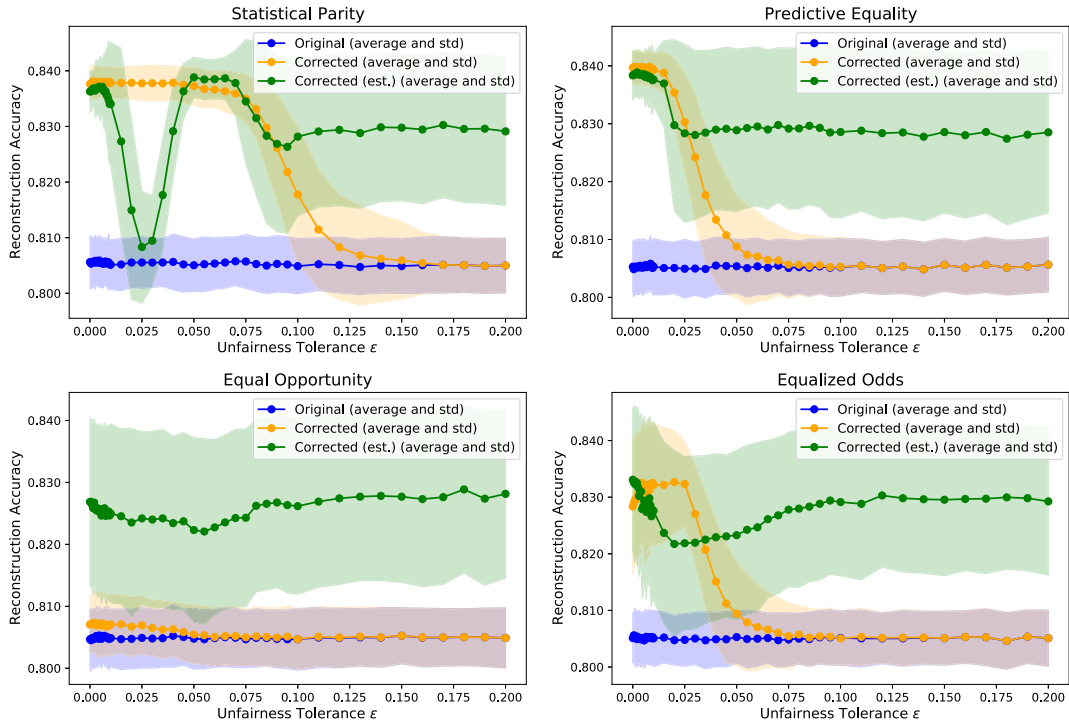 Statistical Parity
Reconstruction Accuracy
0.840
0.830
0.820
0.810
0.800
Original (average and std)
Corrected (average and std)
Corrected (est.) (average and std)
0.000 0.025 0.050 0.075 0.100 0.125 0.150 0.175 0.200
Unfairness Tolerance ε
Predictive Equality
Reconstruction Accuracy
0.840
0.830
0.820
0.810
0.800
Original (average and std)
Corrected (average and std)
Corrected (est.) (average and std)
0.000 0.025 0.050 0.075 0.100 0.125 0.150 0.175 0.200
Unfairness Tolerance ε
Equal Opportunity
Reconstruction Accuracy
0.840
0.830
0.820
0.810
0.800
Original (average and std)
Corrected (average and std)
Corrected (est.) (average and std)
0.000 0.025 0.050 0.075 0.100 0.125 0.150 0.175 0.200
Unfairness Tolerance ε
Equalized Odds
Reconstruction Accuracy
0.840
0.830
0.820
0.810
0.800
Original (average and std)
Corrected (average and std)
Corrected (est.) (average and std)
0.000 0.025 0.050 0.075 0.100 0.125 0.150 0.175 0.200
Unfairness Tolerance ε